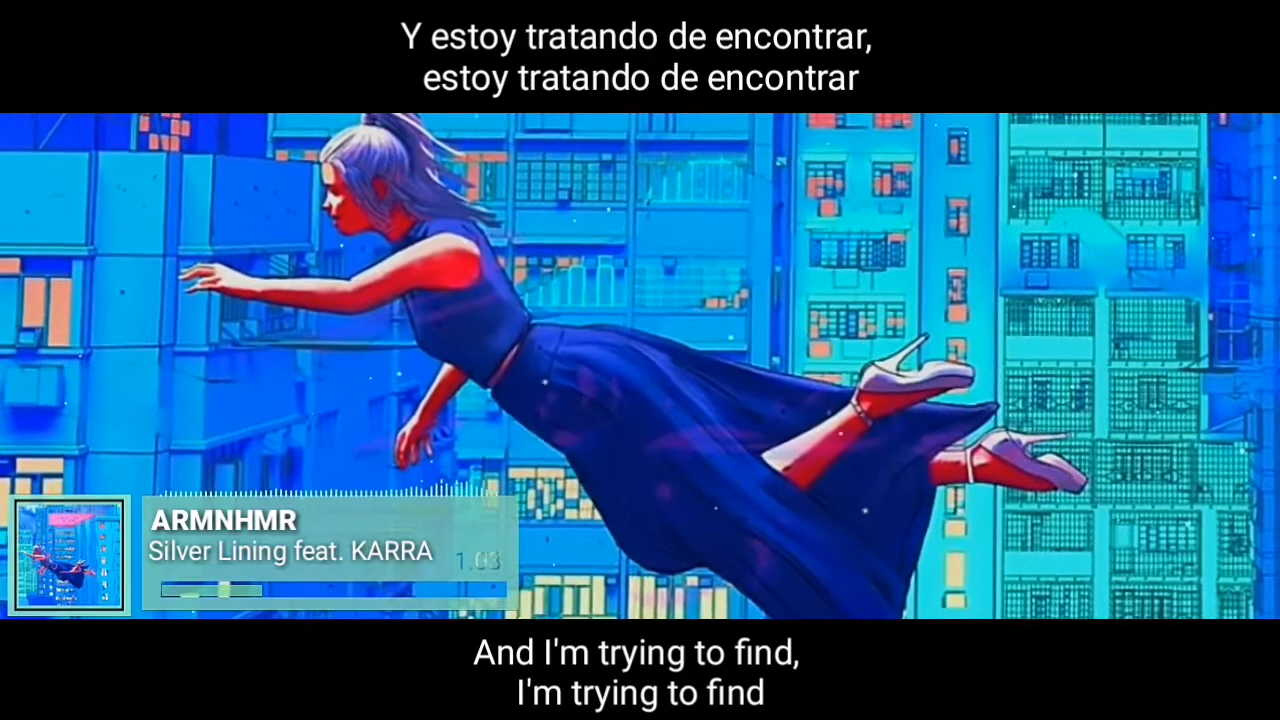 Y estoy tratando de encontrar,
estoy tratando de encontrar
ARMNHMR
Silver Lining feat. KARRA
1.03
And I'm trying to find,
I'm trying to find